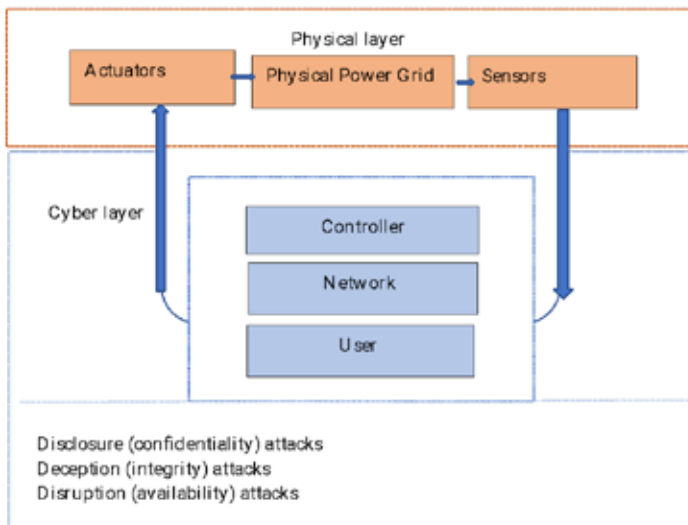 Physical layer
Actuators
Physical Power Grid
Sensors
Cyber layer
Controller
Network
User
Disclosure (confidentiality) attacks
Deception (integrity) attacks
Disruption (availability) attacks